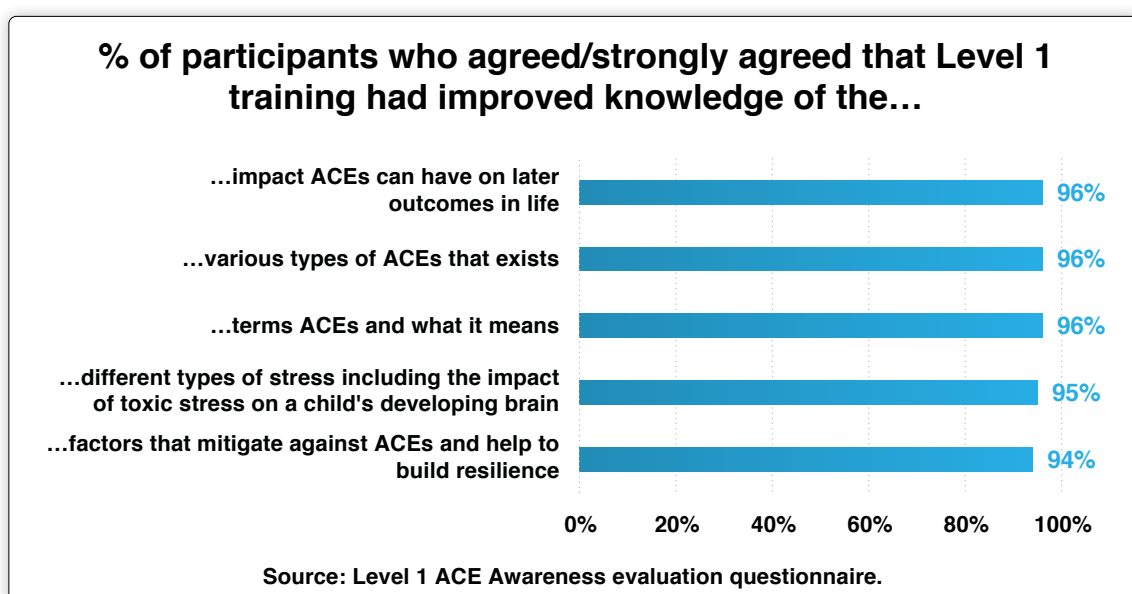 % of participants who agreed/strongly agreed that Level 1
training had improved knowledge of the…
…impact ACEs can have on later
outcomes in life
96%
…various types of ACEs that exists
96%
…terms ACEs and what it means
96%
…different types of stress including the impact
of toxic stress on a child's developing brain
95%
…factors that mitigate against ACEs and help to
build resilience
94%
0% 20% 40% 60% 80% 100%
Source: Level 1 ACE Awareness evaluation questionnaire.